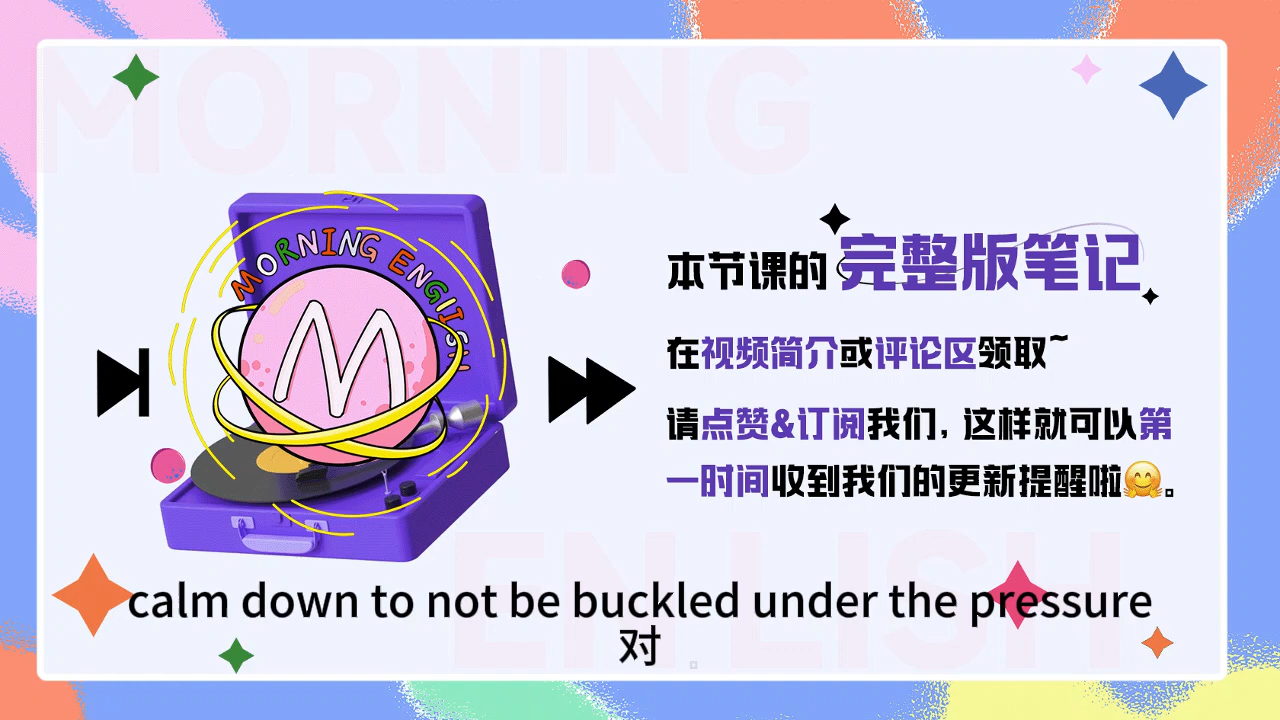 MORNING
MORNING ENGLISH
M
本节课的 完整版笔记
在视频简介或评论区领取~
请点赞&订阅我们，这样就可以第
一时间收到我们的更新提醒啦🤗。
EN LISH
calm down to not be buckled under the pressure
对